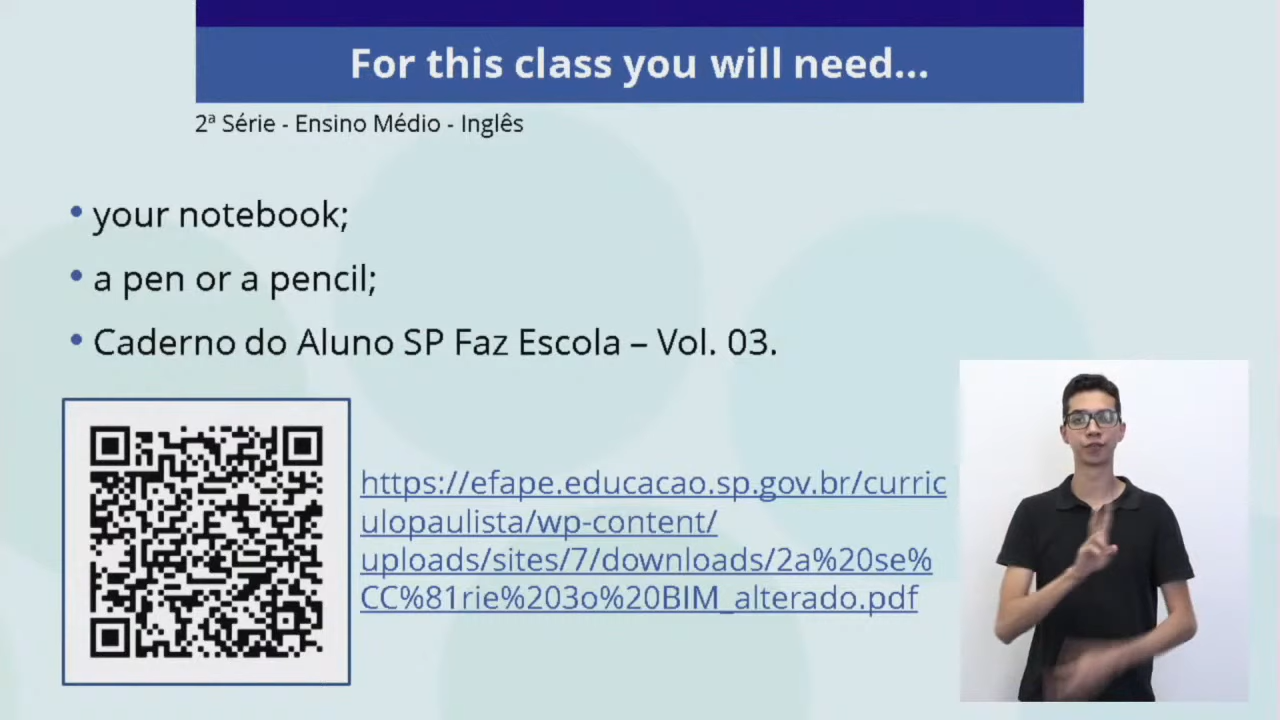 For this class you will need...
2ª Série - Ensino Médio - Inglês
• your notebook;
• a pen or a pencil;
• Caderno do Aluno SP Faz Escola – Vol. 03.
https://efape.educacao.sp.gov.br/curric
ulopaulista/wp-content/
uploads/sites/7/downloads/2a%20se%
CC%81rie%203o%20BIM_alterado.pdf